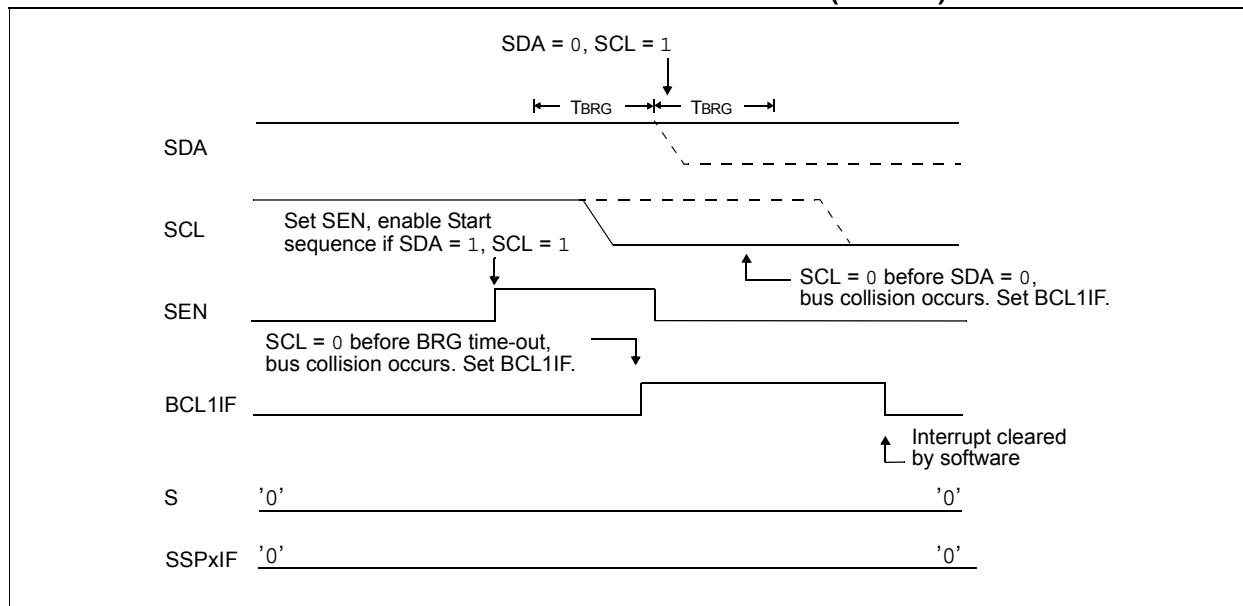 SDA = 0, SCL = 1
TBRG TBRG
SDA
SCL
Set SEN, enable Start
sequence if SDA = 1, SCL = 1
SCL = 0 before SDA = 0,
bus collision occurs. Set BCL1IF.
SEN
SCL = 0 before BRG time-out,
bus collision occurs. Set BCL1IF.
BCL1IF
Interrupt cleared
by software
S '0' '0'
SSPxIF '0' '0'